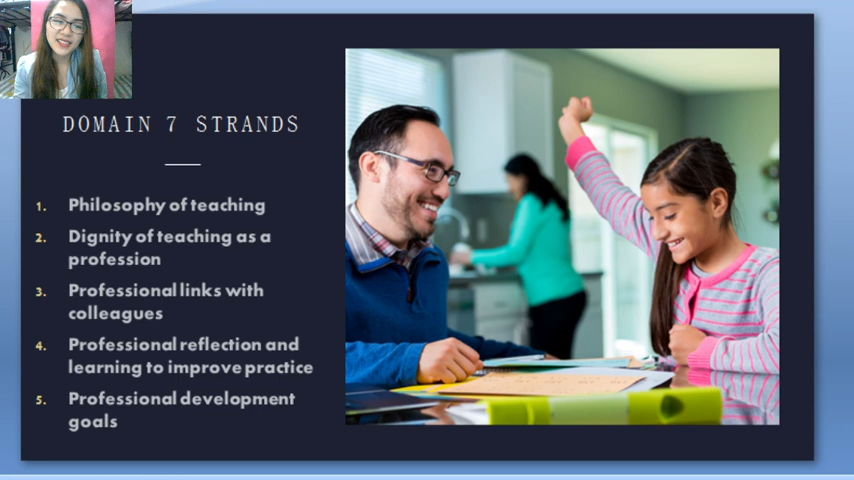 DOMAIN 7 STRANDS
1. Philosophy of teaching
2. Dignity of teaching as a
profession
3. Professional links with
colleagues
4. Professional reflection and
learning to improve practice
5. Professional development
goals